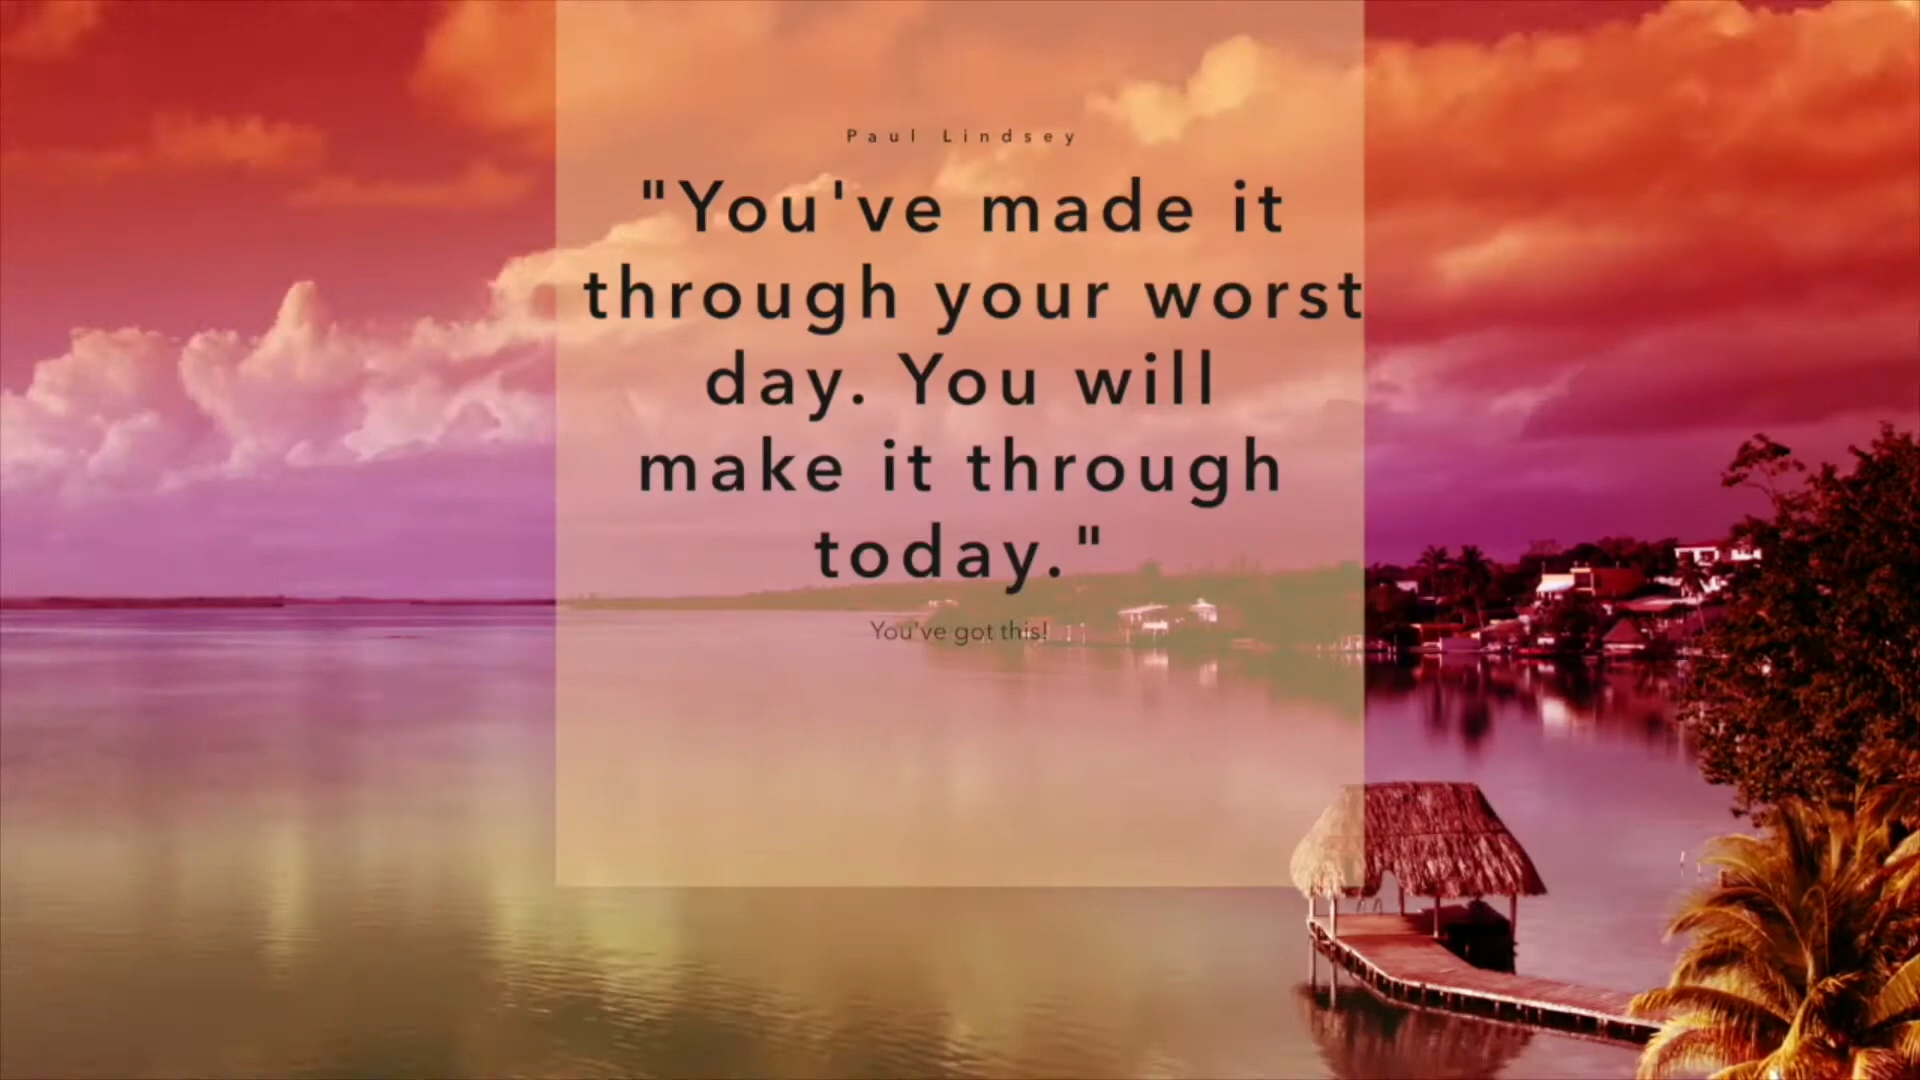 Paul Lindsey
"You've made it
through your worst
day. You will
make it through
today."
You've got this!